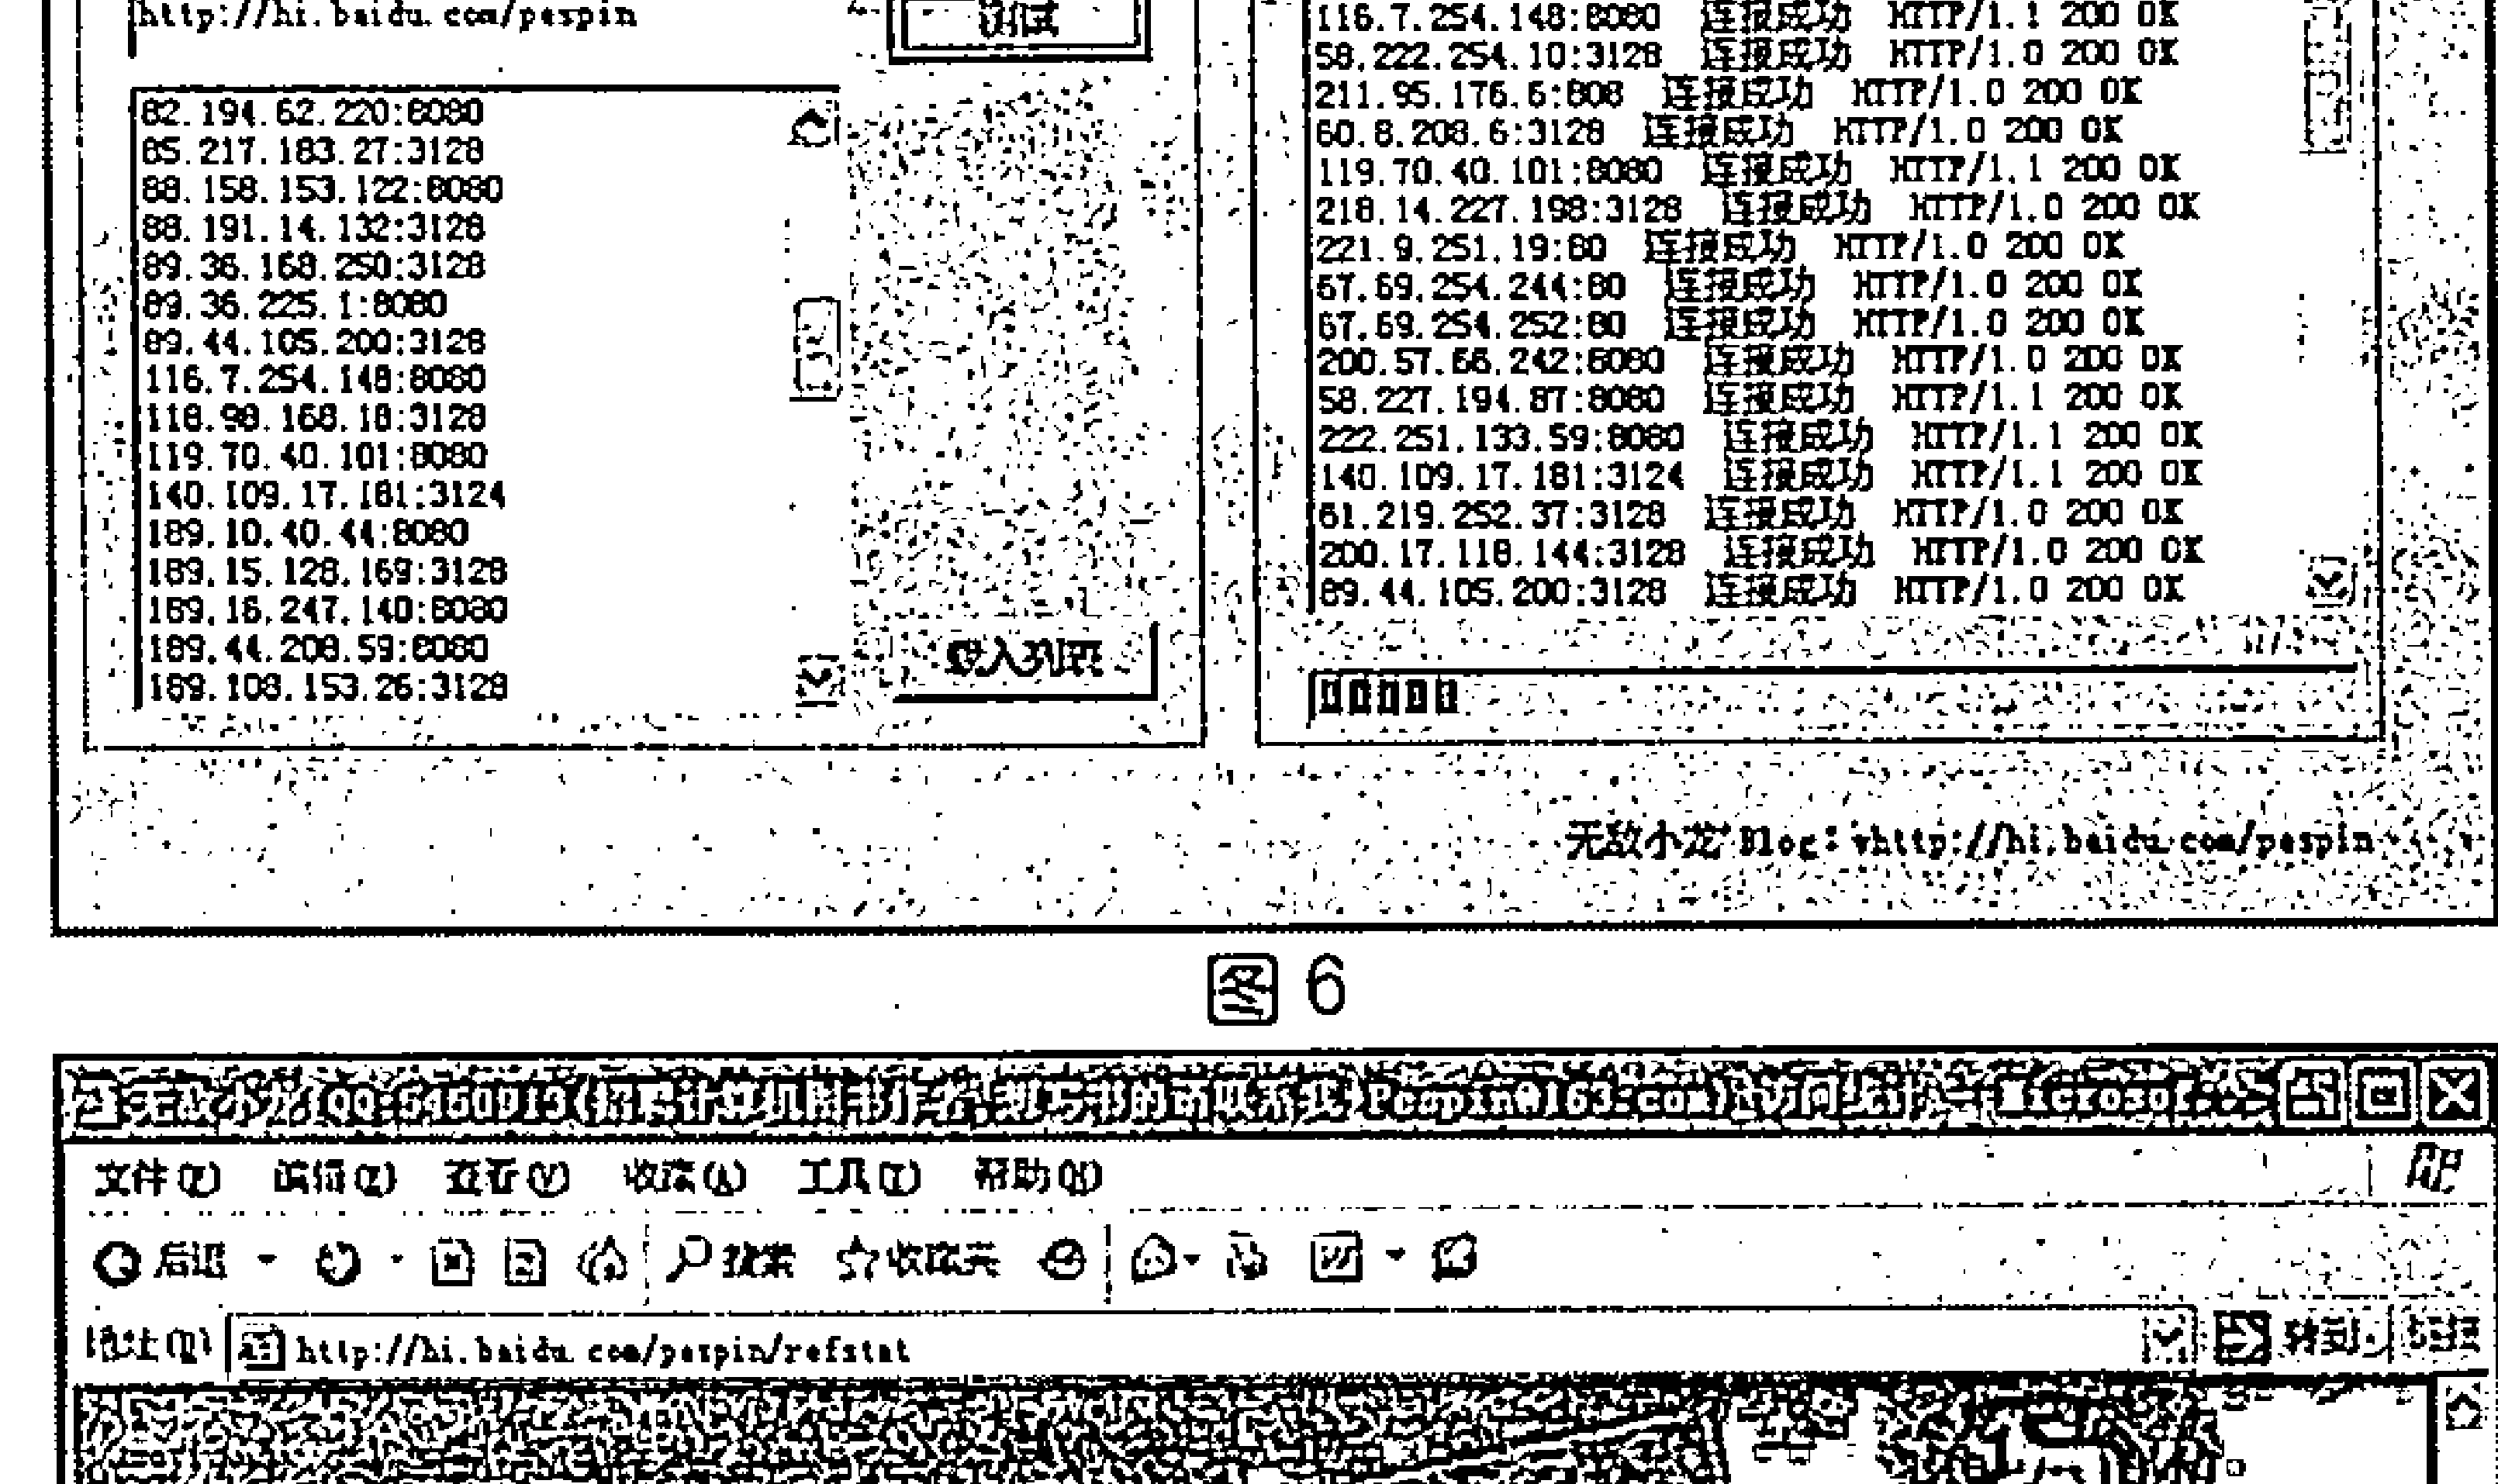 http://hi.baidu.com/pespin
测试
82.194.62.220:8080
85.217.183.27:3128
88.158.153.122:8080
88.191.14.132:3128
89.36.168.250:3128
89.36.225.1:8080
89.44.105.200:3128
116.7.254.148:8080
118.98.168.18:3128
119.70.40.101:8080
140.109.17.181:3124
189.10.40.44:8080
189.15.128.169:3128
189.16.247.140:8080
189.44.208.59:8080
189.108.153.26:3128
导入列表
116.7.254.148:8080 连接成功 HTTP/1.1 200 OK
58.222.254.10:3128 连接成功 HTTP/1.0 200 OK
211.95.176.6:808 连接成功 HTTP/1.0 200 OK
60.8.208.6:3128 连接成功 HTTP/1.0 200 OK
119.70.40.101:8080 连接成功 HTTP/1.1 200 OK
218.14.227.198:3128 连接成功 HTTP/1.0 200 OK
221.9.251.19:80 连接成功 HTTP/1.0 200 OK
67.69.254.244:80 连接成功 HTTP/1.0 200 OK
67.69.254.252:80 连接成功 HTTP/1.0 200 OK
200.57.66.242:8080 连接成功 HTTP/1.0 200 OK
58.227.194.87:8080 连接成功 HTTP/1.1 200 OK
222.251.133.59:8080 连接成功 HTTP/1.1 200 OK
140.109.17.181:3124 连接成功 HTTP/1.1 200 OK
61.219.252.37:3128 连接成功 HTTP/1.0 200 OK
200.17.118.144:3128 连接成功 HTTP/1.0 200 OK
89.44.105.200:3128 连接成功 HTTP/1.0 200 OK
无敌小龙 Blog: http://hi.baidu.com/pespin
图 6
无敌小龙(QQ:
文件(F) 编辑(E) 查看(V) 收藏(A) 工具(T) 帮助(H)
后退 搜索 收藏夹
地址(D) http://hi.baidu.com/pespin/refstat 转到 链接